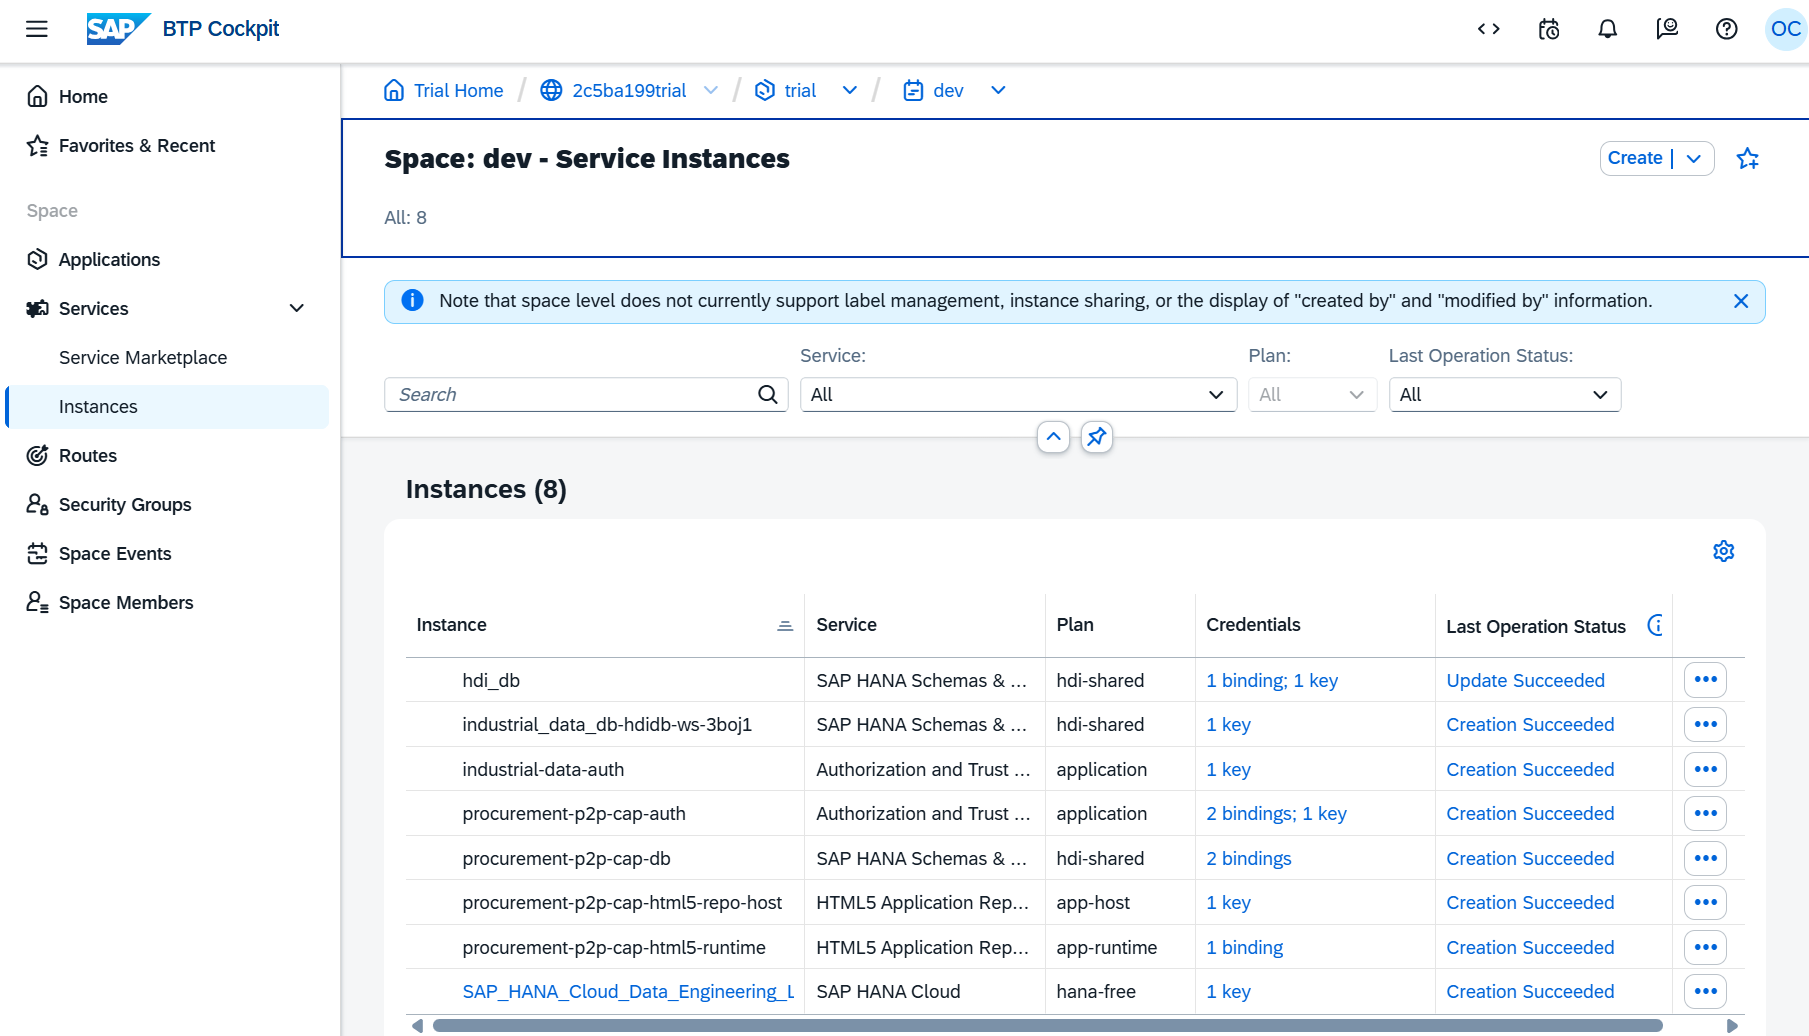 SAP BTP Cockpit
OC
Home
Favorites & Recent
Space
Applications
Services
Service Marketplace
Instances
Routes
Security Groups
Space Events
Space Members
Trial Home / 2c5ba199trial / trial / dev
Space: dev - Service Instances
Create
All: 8
Note that space level does not currently support label management, instance sharing, or the display of "created by" and "modified by" information.
Service: Plan: Last Operation Status:
Search All All All
Instances (8)
Instance Service Plan Credentials Last Operation Status
hdi_db SAP HANA Schemas & ... hdi-shared 1 binding; 1 key Update Succeeded
industrial_data_db-hdidb-ws-3boj1 SAP HANA Schemas & ... hdi-shared 1 key Creation Succeeded
industrial-data-auth Authorization and Trust ... application 1 key Creation Succeeded
procurement-p2p-cap-auth Authorization and Trust ... application 2 bindings; 1 key Creation Succeeded
procurement-p2p-cap-db SAP HANA Schemas & ... hdi-shared 2 bindings Creation Succeeded
procurement-p2p-cap-html5-repo-host HTML5 Application Rep... app-host 1 key Creation Succeeded
procurement-p2p-cap-html5-runtime HTML5 Application Rep... app-runtime 1 binding Creation Succeeded
SAP_HANA_Cloud_Data_Engineering_L SAP HANA Cloud hana-free 1 key Creation Succeeded